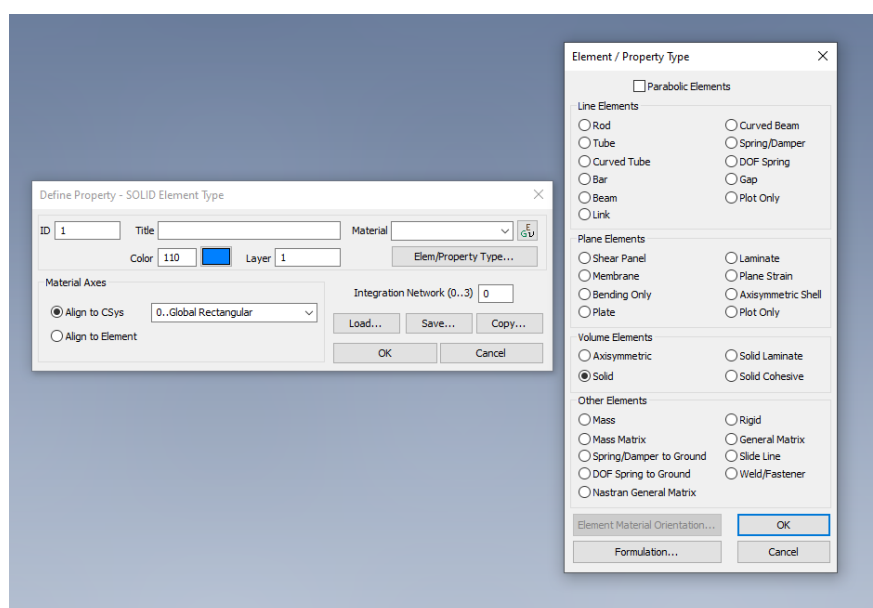 Define Property - SOLID Element Type
ID 1 Title Material
Color 110 Layer 1 Elem/Property Type...
Material Axes
Align to CSys 0..Global Rectangular
Align to Element
Integration Network (0..3) 0
Load... Save... Copy...
OK Cancel
Element / Property Type
Parabolic Elements
Line Elements
Rod Curved Beam
Tube Spring/Damper
Curved Tube DOF Spring
Bar Gap
Beam Plot Only
Link
Plane Elements
Shear Panel Laminate
Membrane Plane Strain
Bending Only Axisymmetric Shell
Plate Plot Only
Volume Elements
Axisymmetric Solid Laminate
Solid Solid Cohesive
Other Elements
Mass Rigid
Mass Matrix General Matrix
Spring/Damper to Ground Slide Line
DOF Spring to Ground Weld/Fastener
Nastran General Matrix
Element Material Orientation... OK
Formulation... Cancel